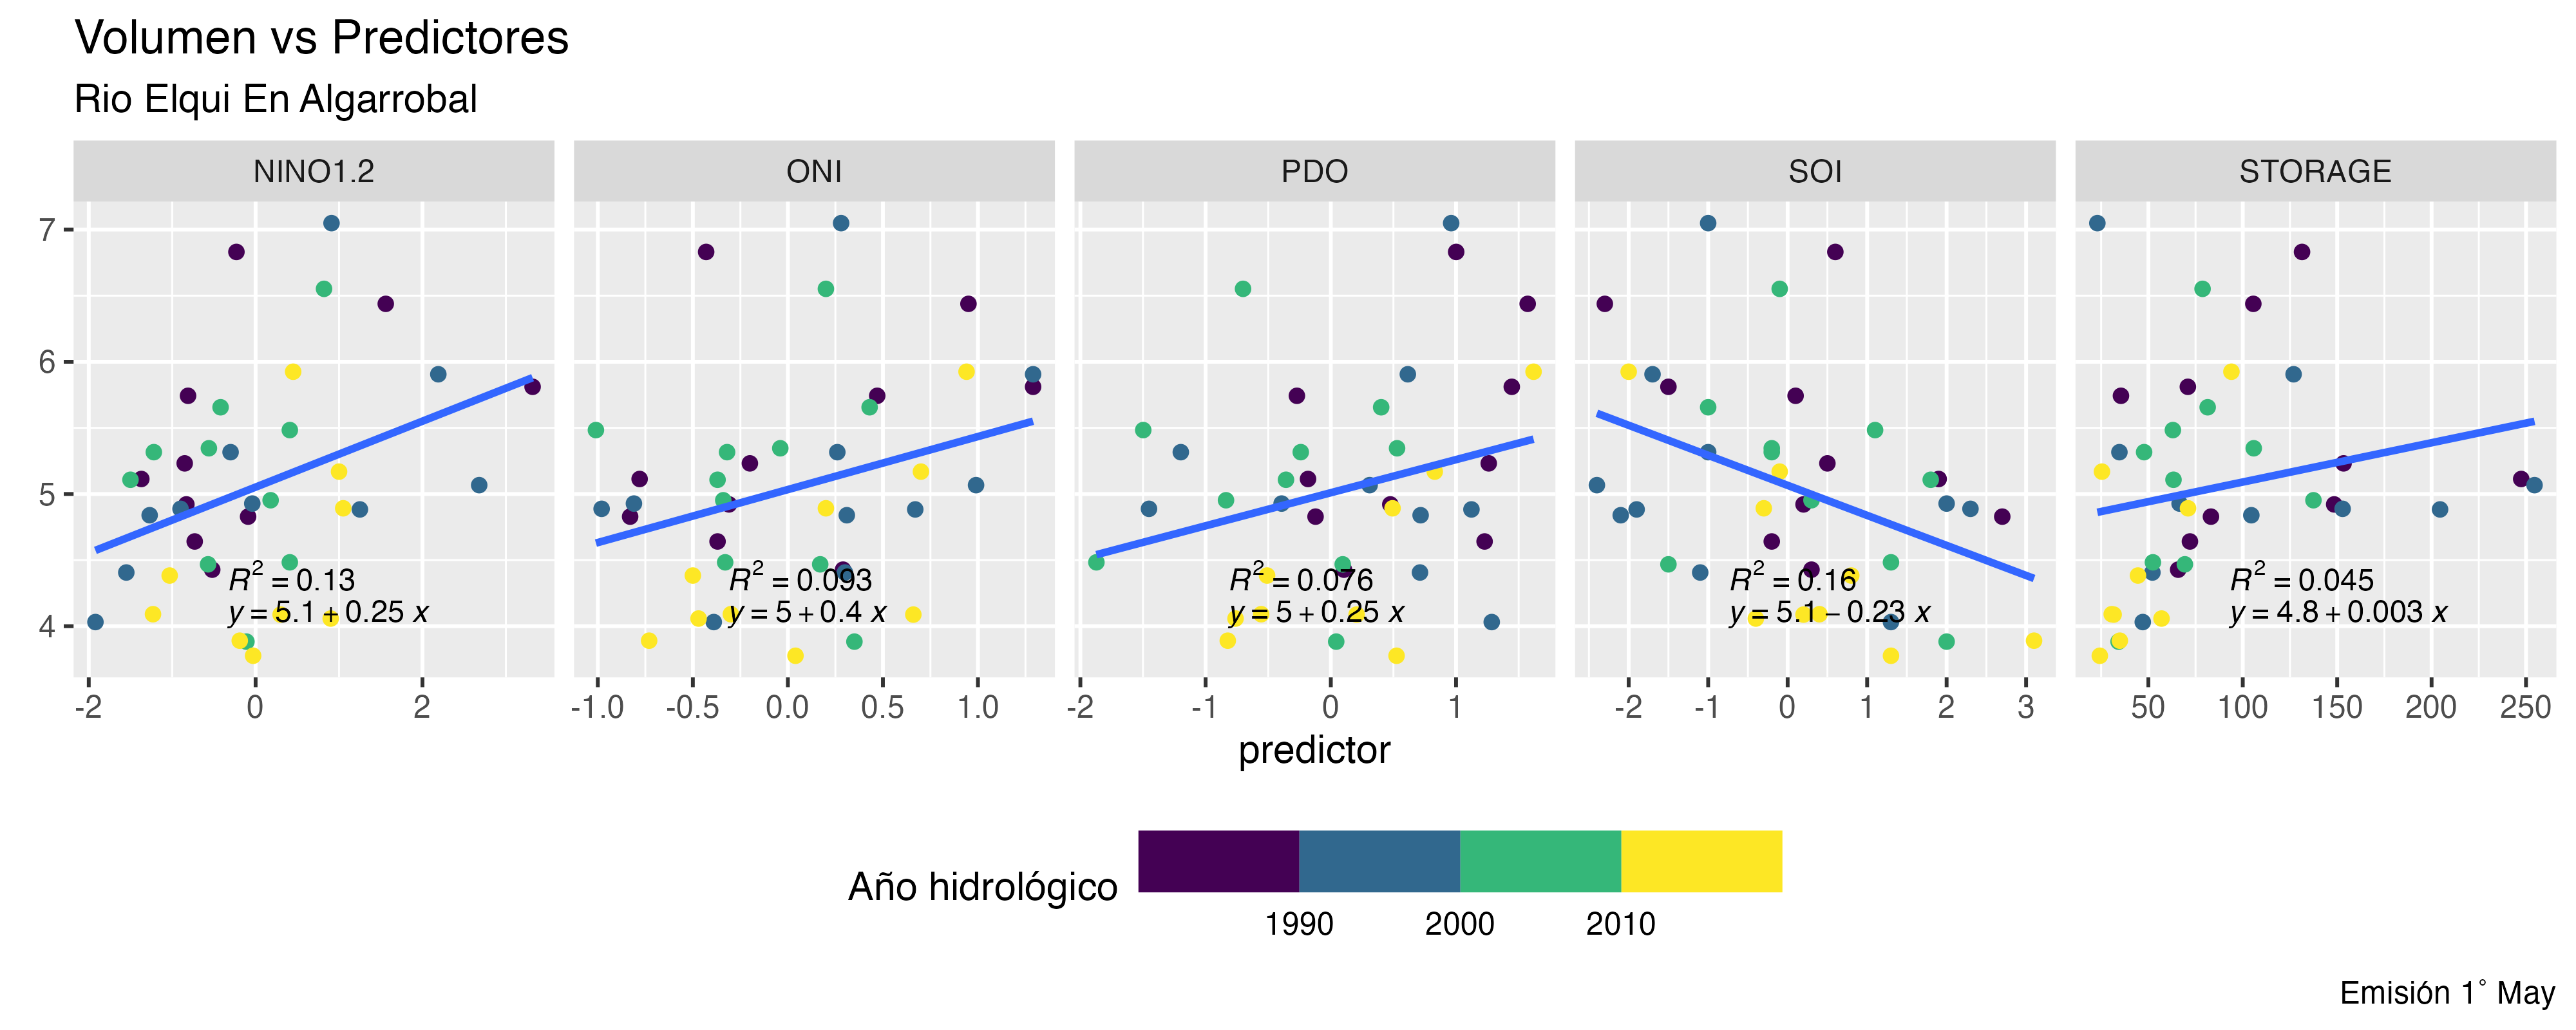 Volumen vs Predictores
Rio Elqui En Algarrobal
NINO1.2 ONI PDO SOI STORAGE
7
6
5
4
R² = 0.13 R² = 0.093 R² = 0.076 R² = 0.16 R² = 0.045
y = 5.1 + 0.25 x y = 5 + 0.4 x y = 5 + 0.25 x y = 5.1 − 0.23 x y = 4.8 + 0.003 x
-2 0 2 -1.0 -0.5 0.0 0.5 1.0 -2 -1 0 1 -2 -1 0 1 2 3 50 100 150 200 250
predictor
Año hidrológico
1990 2000 2010
Emisión 1° May